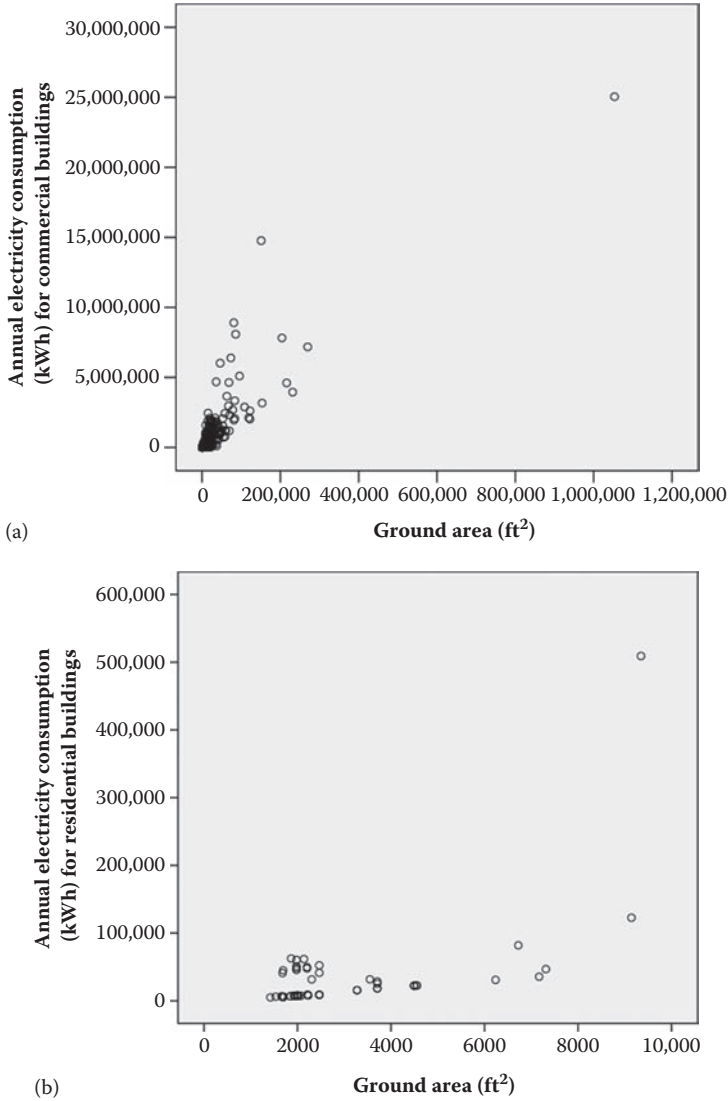 30,000,000
25,000,000
20,000,000
15,000,000
10,000,000
5,000,000
0
Annual electricity consumption
(kWh) for commercial buildings
0 200,000 400,000 600,000 800,000 1,000,000 1,200,000
Ground area (ft²)
(a)
600,000
500,000
400,000
300,000
200,000
100,000
0
Annual electricity consumption
(kWh) for residential buildings
0 2000 4000 6000 8000 10,000
Ground area (ft²)
(b)